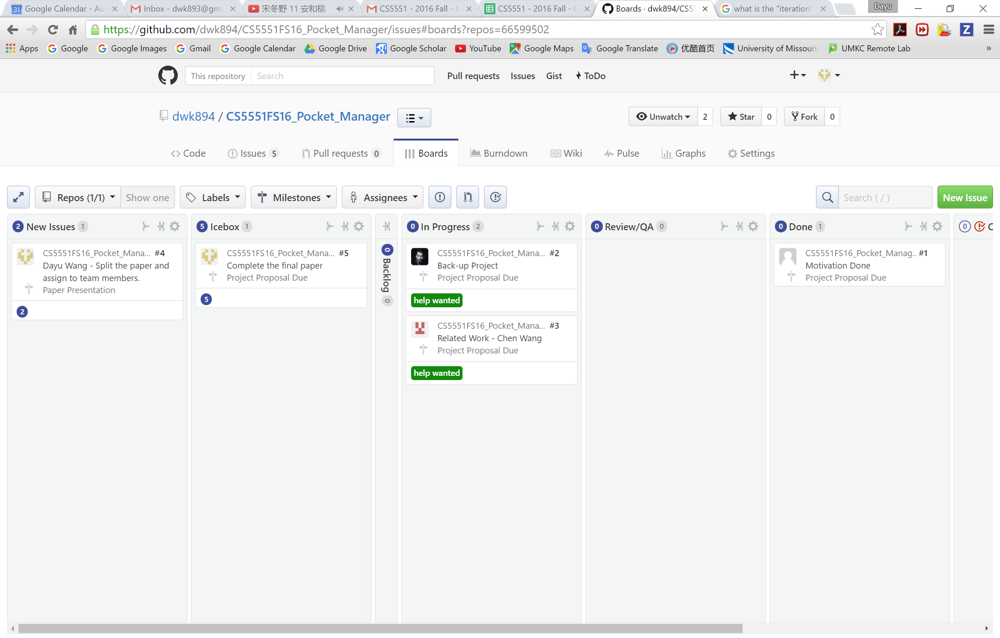 Google Calendar - Au
Inbox - dwk893@gma
宋冬野 11 安和橋 -
CS5551 - 2016 Fall - I
CS5551 - 2016 Fall - G
Boards · dwk894/CS55
what is the "iteration"
Dayu
https://github.com/dwk894/CS5551FS16_Pocket_Manager/issues#boards?repos=66599502
Apps Google Google Images Gmail Google Calendar Google Drive Google Scholar YouTube Google Maps Google Translate 优酷首页 University of Missouri UMKC Remote Lab »
This repository Search Pull requests Issues Gist ToDo
dwk894 / CS5551FS16_Pocket_Manager
Unwatch 2 Star 0 Fork 0
Code Issues 5 Pull requests 0 Boards Burndown Wiki Pulse Graphs Settings
Repos (1/1) Show one Labels Milestones Assignees Search ( / ) New Issue
2 New Issues 1
CS5551FS16_Pocket_Mana... #4
Dayu Wang - Split the paper and
assign to team members.
Paper Presentation
2
5 Icebox 1
CS5551FS16_Pocket_Mana... #5
Complete the final paper
Project Proposal Due
5
0 Backlog 0
0 In Progress 2
CS5551FS16_Pocket_Mana... #2
Back-up Project
Project Proposal Due
help wanted
CS5551FS16_Pocket_Mana... #3
Related Work - Chen Wang
Project Proposal Due
help wanted
0 Review/QA 0
0 Done 1
CS5551FS16_Pocket_Manag.. #1
Motivation Done
Project Proposal Due
0 C